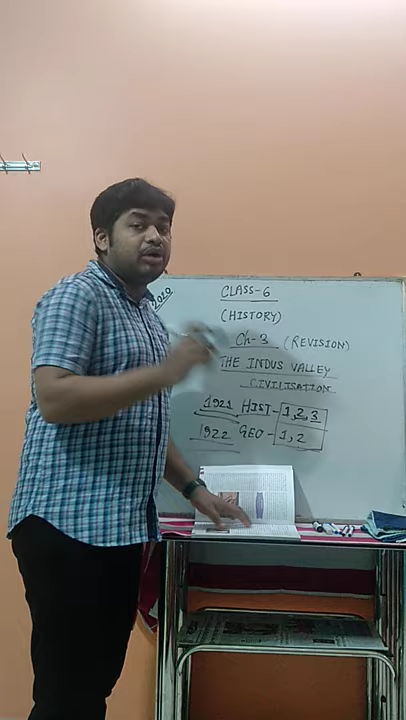 2020
CLASS-6
(HISTORY)
Ch-3 (REVISION)
THE INDUS VALLEY
CIVILISATION
1921 HIST- 1, 2, 3
1922 GEO - 1, 2